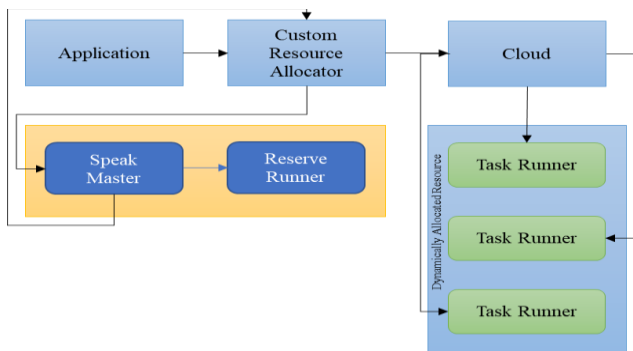 Application
Custom
Resource
Allocator
Cloud
Speak
Master
Reserve
Runner
Dynamically Allocated Resource
Task Runner
Task Runner
Task Runner